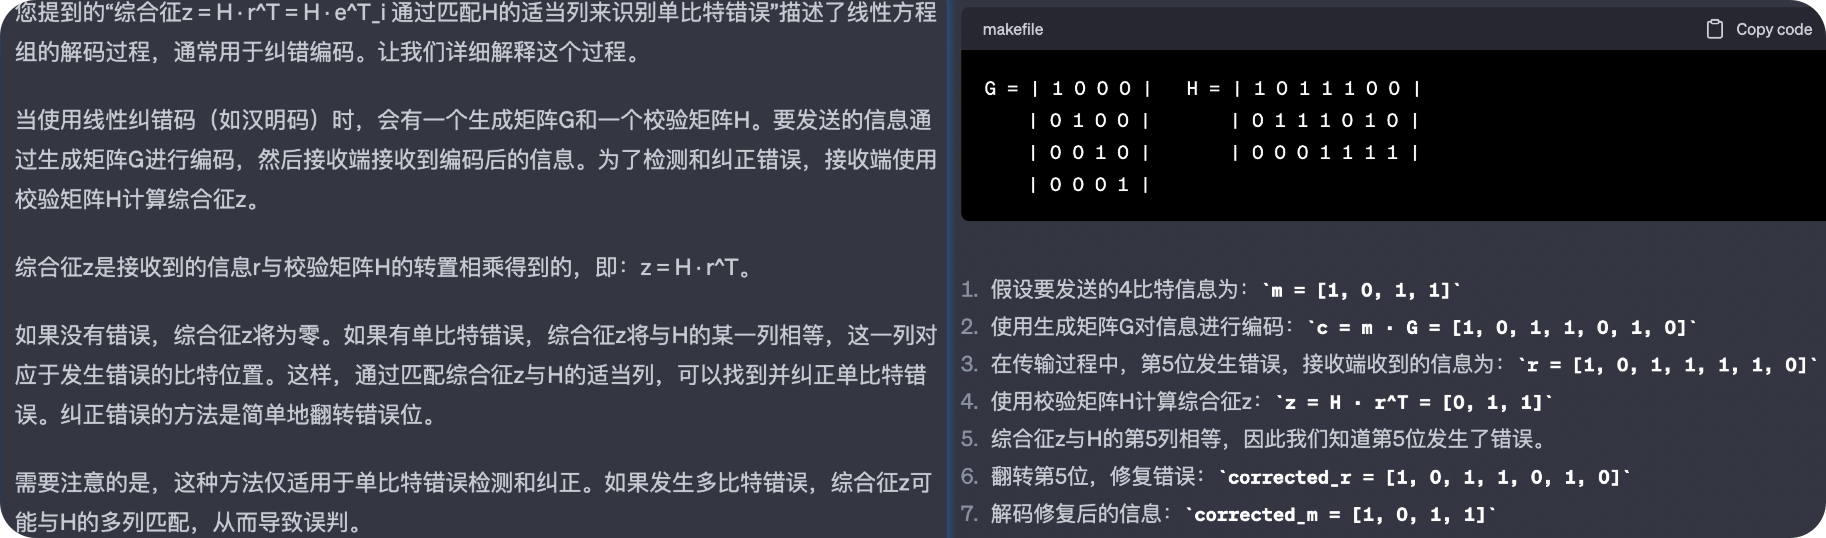 您提到的“综合征z = H · r^T = H · e^T_i 通过匹配H的适当列来识别单比特错误”描述了线性方程
组的解码过程，通常用于纠错编码。让我们详细解释这个过程。
当使用线性纠错码（如汉明码）时，会有一个生成矩阵G和一个校验矩阵H。要发送的信息通
过生成矩阵G进行编码，然后接收端接收到编码后的信息。为了检测和纠正错误，接收端使用
校验矩阵H计算综合征z。
综合征z是接收到的信息r与校验矩阵H的转置相乘得到的，即：z = H · r^T。
如果没有错误，综合征z将为零。如果有单比特错误，综合征z将与H的某一列相等，这一列对
应于发生错误的比特位置。这样，通过匹配综合征z与H的适当列，可以找到并纠正单比特错
误。纠正错误的方法是简单地翻转错误位。
需要注意的是，这种方法仅适用于单比特错误检测和纠正。如果发生多比特错误，综合征z可
能与H的多列匹配，从而导致误判。
makefile Copy code
G = | 1 0 0 0 |   H = | 1 0 1 1 1 0 0 |
    | 0 1 0 0 |       | 0 1 1 1 0 1 0 |
    | 0 0 1 0 |       | 0 0 0 1 1 1 1 |
    | 0 0 0 1 |
1. 假设要发送的4比特信息为：`m = [1, 0, 1, 1]`
2. 使用生成矩阵G对信息进行编码：`c = m · G = [1, 0, 1, 1, 0, 1, 0]`
3. 在传输过程中，第5位发生错误，接收端收到的信息为：`r = [1, 0, 1, 1, 1, 1, 0]`
4. 使用校验矩阵H计算综合征z：`z = H · r^T = [0, 1, 1]`
5. 综合征z与H的第5列相等，因此我们知道第5位发生了错误。
6. 翻转第5位，修复错误：`corrected_r = [1, 0, 1, 1, 0, 1, 0]`
7. 解码修复后的信息：`corrected_m = [1, 0, 1, 1]`